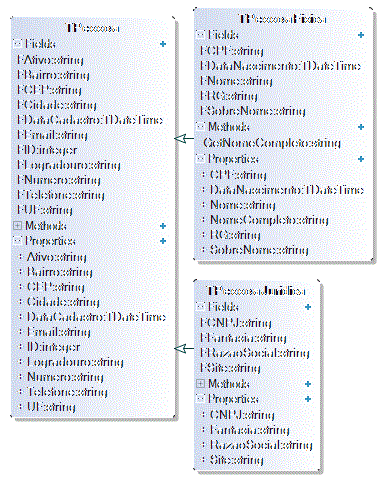 TPessoa
Fields
FAtivo:string
FBairro:string
FCEP:string
FCidade:string
FDataCadastro:TDateTime
FEmail:string
FID:integer
FLogradouro:string
FNumero:string
FTelefone:string
FUF:string
Methods
Properties
Ativo:string
Bairro:string
CEP:string
Cidade:string
DataCadastro:TDateTime
Email:string
ID:integer
Logradouro:string
Numero:string
Telefone:string
UF:string
TPessoaFisica
Fields
FCPF:string
FDataNascimento:TDateTime
FNome:string
FRG:string
FSobreNome:string
Methods
GetNomeCompleto:string
Properties
CPF:string
DataNascimento:TDateTime
Nome:string
NomeCompleto:string
RG:string
SobreNome:string
TPessoaJuridica
Fields
FCNPJ:string
FFantasia:string
FRazaoSocial:string
FSite:string
Methods
Properties
CNPJ:string
Fantasia:string
RazaoSocial:string
Site:string